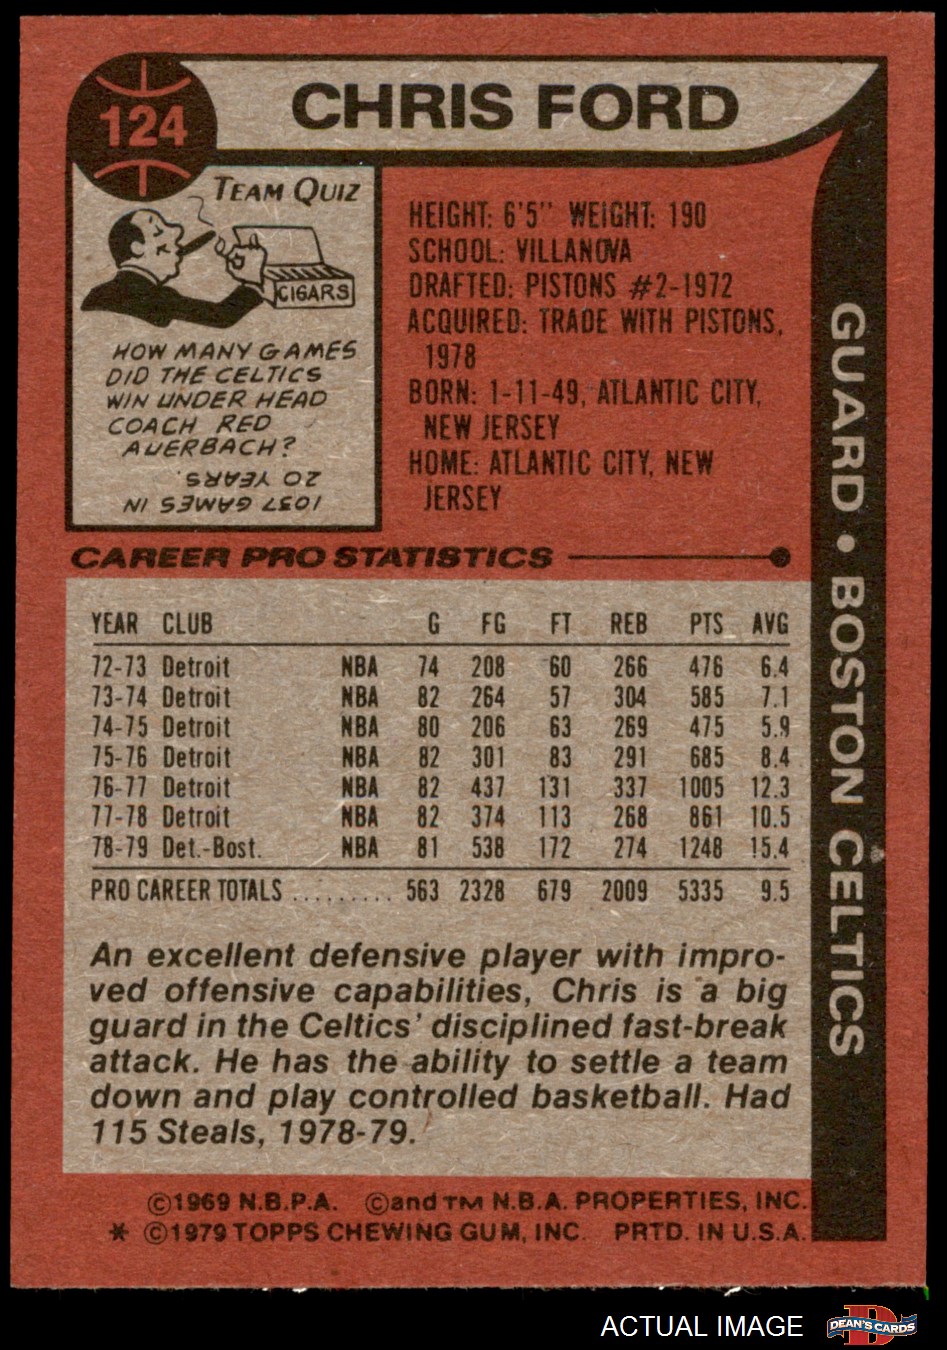 124
CHRIS FORD
TEAM QUIZ
CIGARS
HOW MANY GAMES
DID THE CELTICS
WIN UNDER HEAD
COACH RED
AUERBACH?
1037 GAMES IN
20 YEARS.
HEIGHT: 6'5" WEIGHT: 190
SCHOOL: VILLANOVA
DRAFTED: PISTONS #2-1972
ACQUIRED: TRADE WITH PISTONS,
1978
BORN: 1-11-49, ATLANTIC CITY,
NEW JERSEY
HOME: ATLANTIC CITY, NEW
JERSEY
GUARD • BOSTON CELTICS
CAREER PRO STATISTICS
YEAR CLUB G FG FT REB PTS AVG
72-73 Detroit NBA 74 208 60 266 476 6.4
73-74 Detroit NBA 82 264 57 304 585 7.1
74-75 Detroit NBA 80 206 63 269 475 5.9
75-76 Detroit NBA 82 301 83 291 685 8.4
76-77 Detroit NBA 82 437 131 337 1005 12.3
77-78 Detroit NBA 82 374 113 268 861 10.5
78-79 Det.-Bost. NBA 81 538 172 274 1248 15.4
PRO CAREER TOTALS ......... 563 2328 679 2009 5335 9.5
An excellent defensive player with impro-
ved offensive capabilities, Chris is a big
guard in the Celtics' disciplined fast-break
attack. He has the ability to settle a team
down and play controlled basketball. Had
115 Steals, 1978-79.
©1969 N.B.P.A. ©and TM N.B.A. PROPERTIES, INC.
* ©1979 TOPPS CHEWING GUM, INC. PRTD. IN U.S.A.
ACTUAL IMAGE
D
DEAN'S CARDS